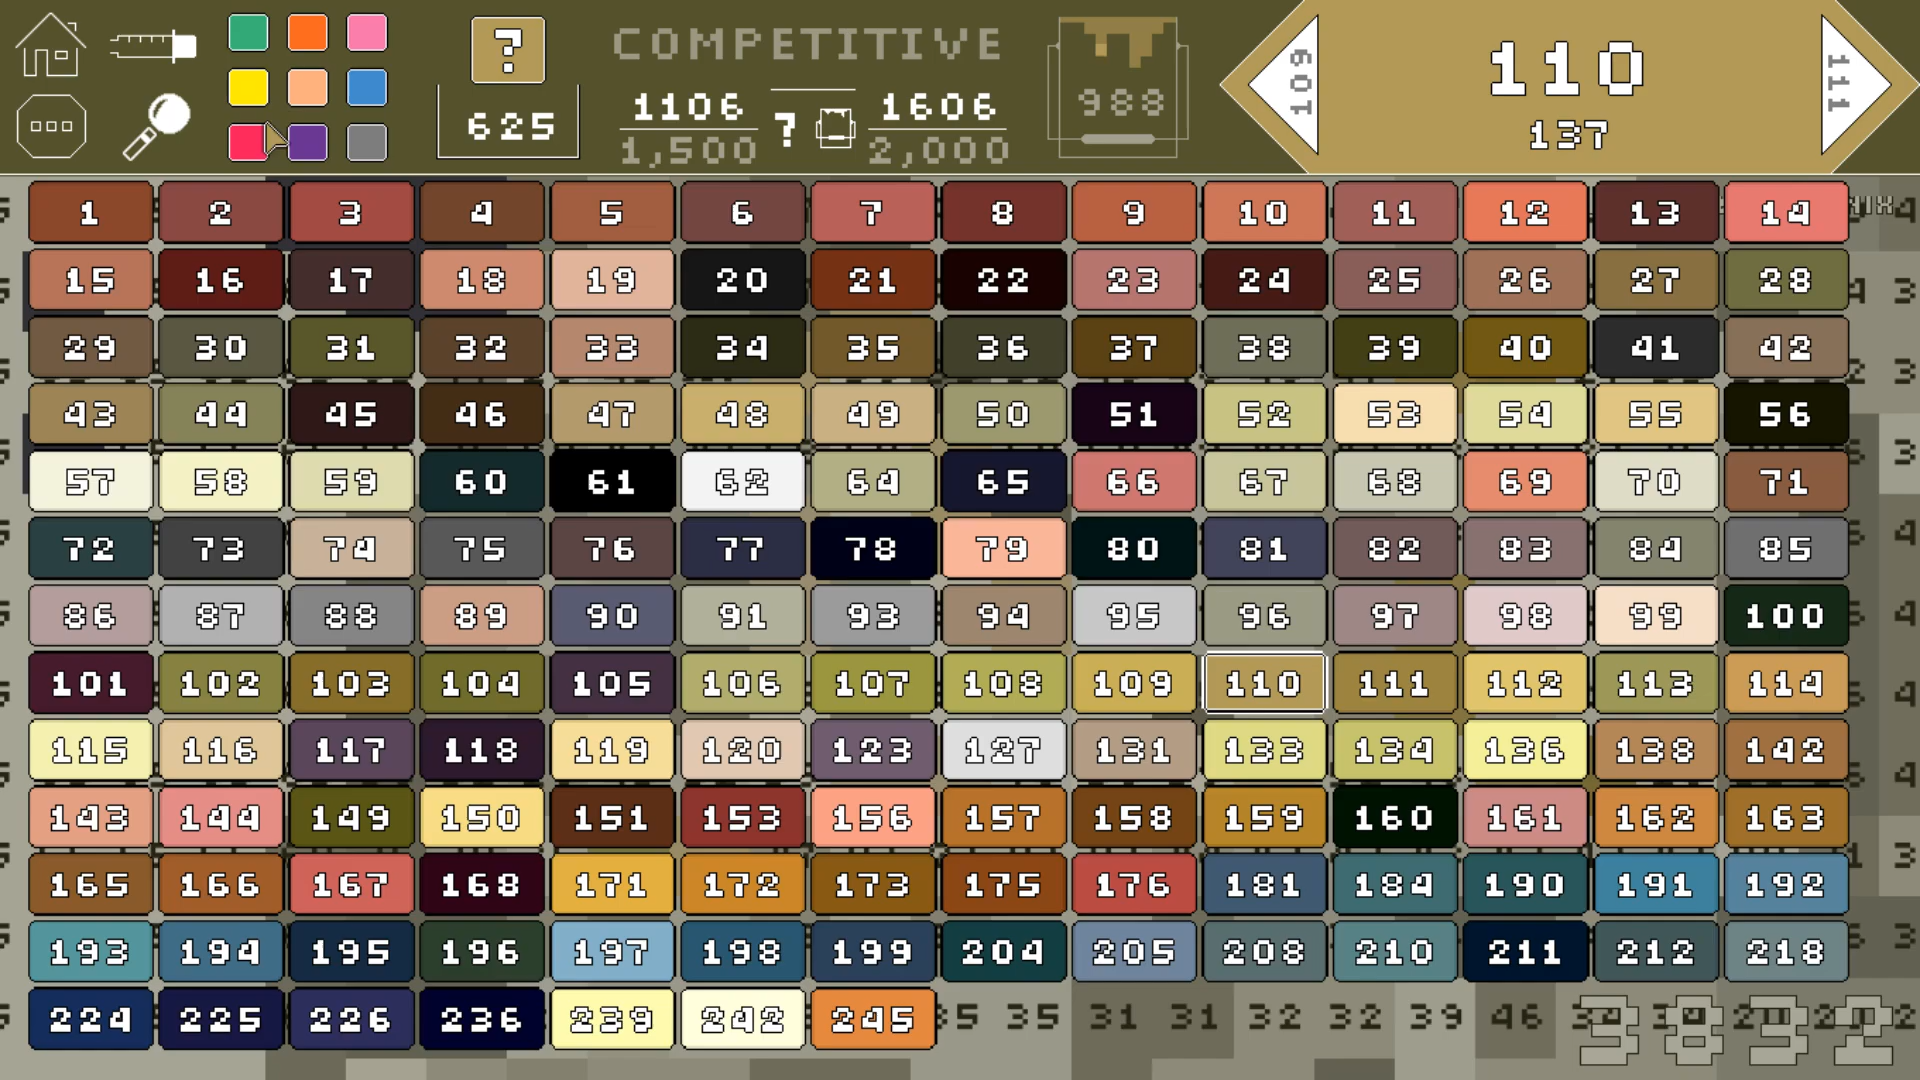 COMPETITIVE
? 625
1106 1,500 ? 1606 2,000
988
109 110 137 111
1 2 3 4 5 6 7 8 9 10 11 12 13 14
15 16 17 18 19 20 21 22 23 24 25 26 27 28
29 30 31 32 33 34 35 36 37 38 39 40 41 42
43 44 45 46 47 48 49 50 51 52 53 54 55 56
57 58 59 60 61 62 64 65 66 67 68 69 70 71
72 73 74 75 76 77 78 79 80 81 82 83 84 85
86 87 88 89 90 91 93 94 95 96 97 98 99 100
101 102 103 104 105 106 107 108 109 110 111 112 113 114
115 116 117 118 119 120 123 127 131 133 134 136 138 142
143 144 149 150 151 153 156 157 158 159 160 161 162 163
165 166 167 168 171 172 173 175 176 181 184 190 191 192
193 194 195 196 197 198 199 204 205 208 210 211 212 218
224 225 226 236 239 242 245 35 35 31 31 32 32 39 46
3832